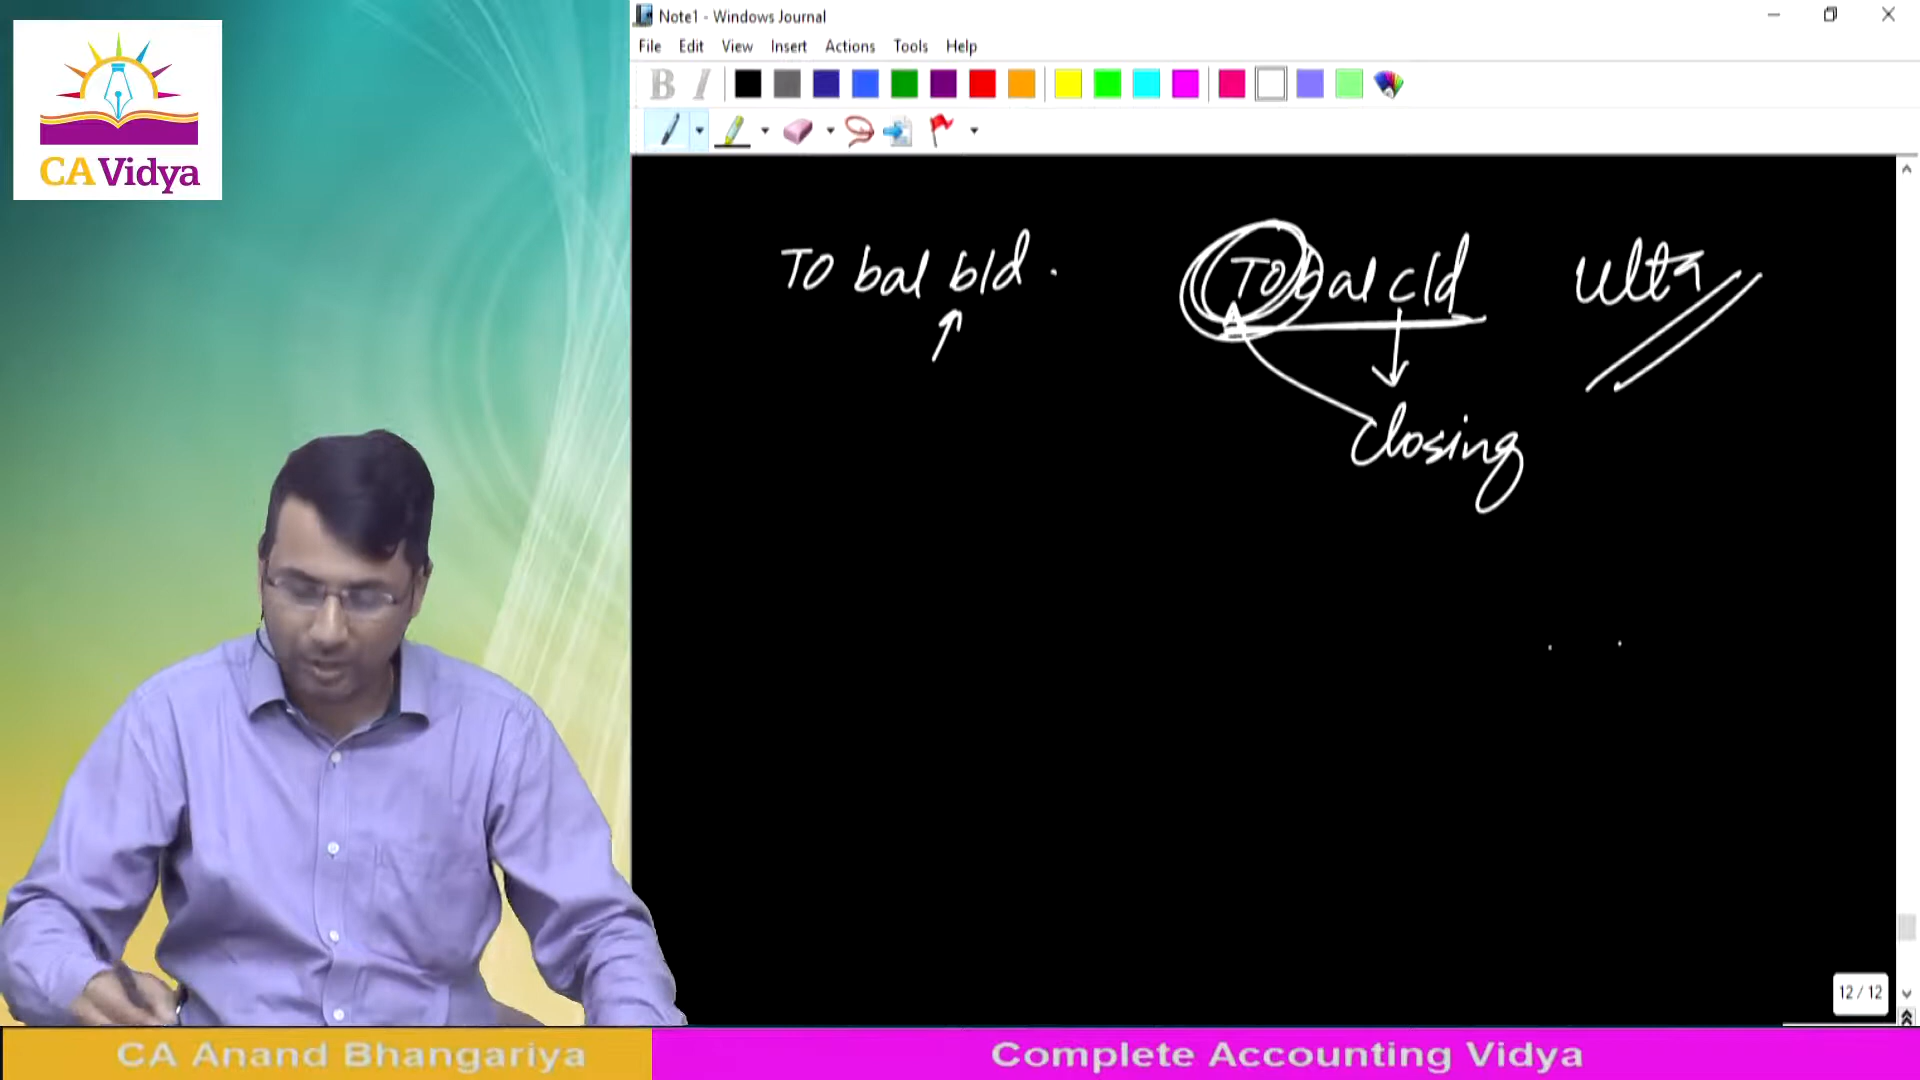 CA Vidya
Note1 - Windows Journal
File Edit View Insert Actions Tools Help
B I
To bal b/d. To bal c/d Ulta
Closing
12 / 12
CA Anand Bhangariya Complete Accounting Vidya